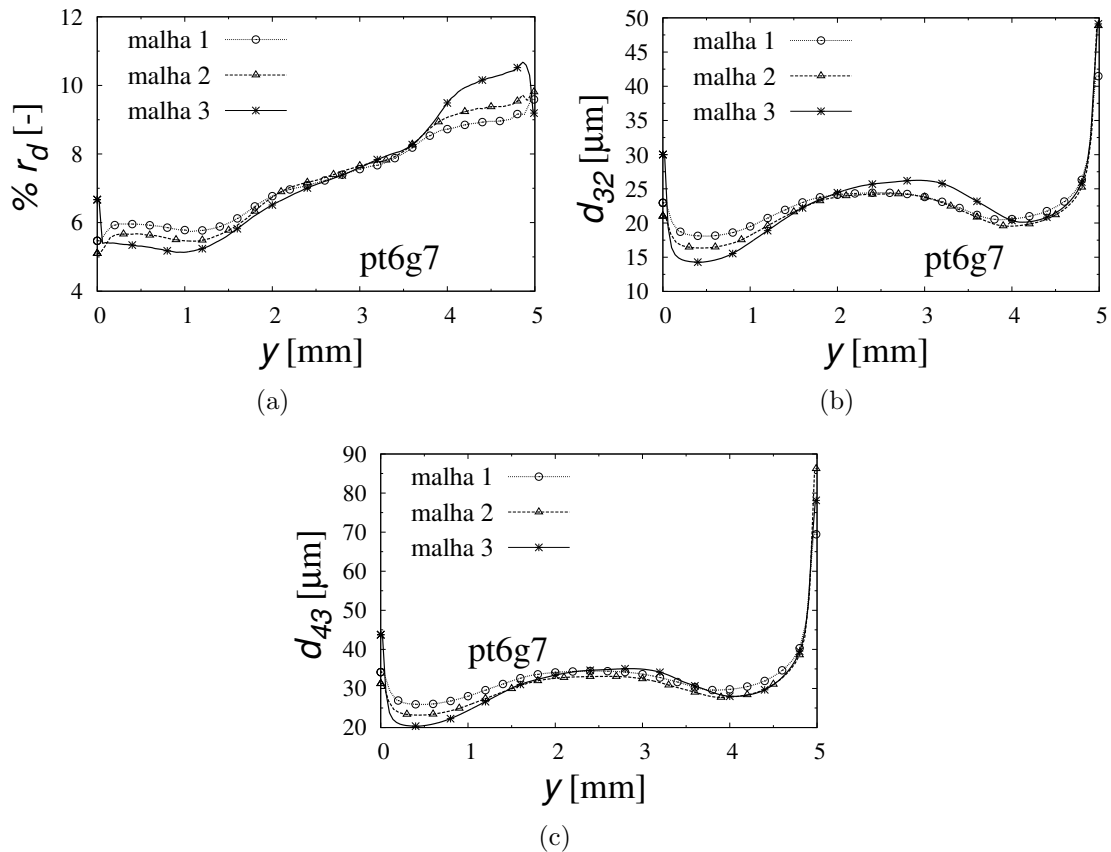 12
10
8
6
4
% r_d [-]
malha 1
malha 2
malha 3
pt6g7
0 1 2 3 4 5
y [mm]
(a)
50
45
40
35
30
25
20
15
10
d_32 [μm]
malha 1
malha 2
malha 3
pt6g7
0 1 2 3 4 5
y [mm]
(b)
90
80
70
60
50
40
30
20
d_43 [μm]
malha 1
malha 2
malha 3
pt6g7
0 1 2 3 4 5
y [mm]
(c)